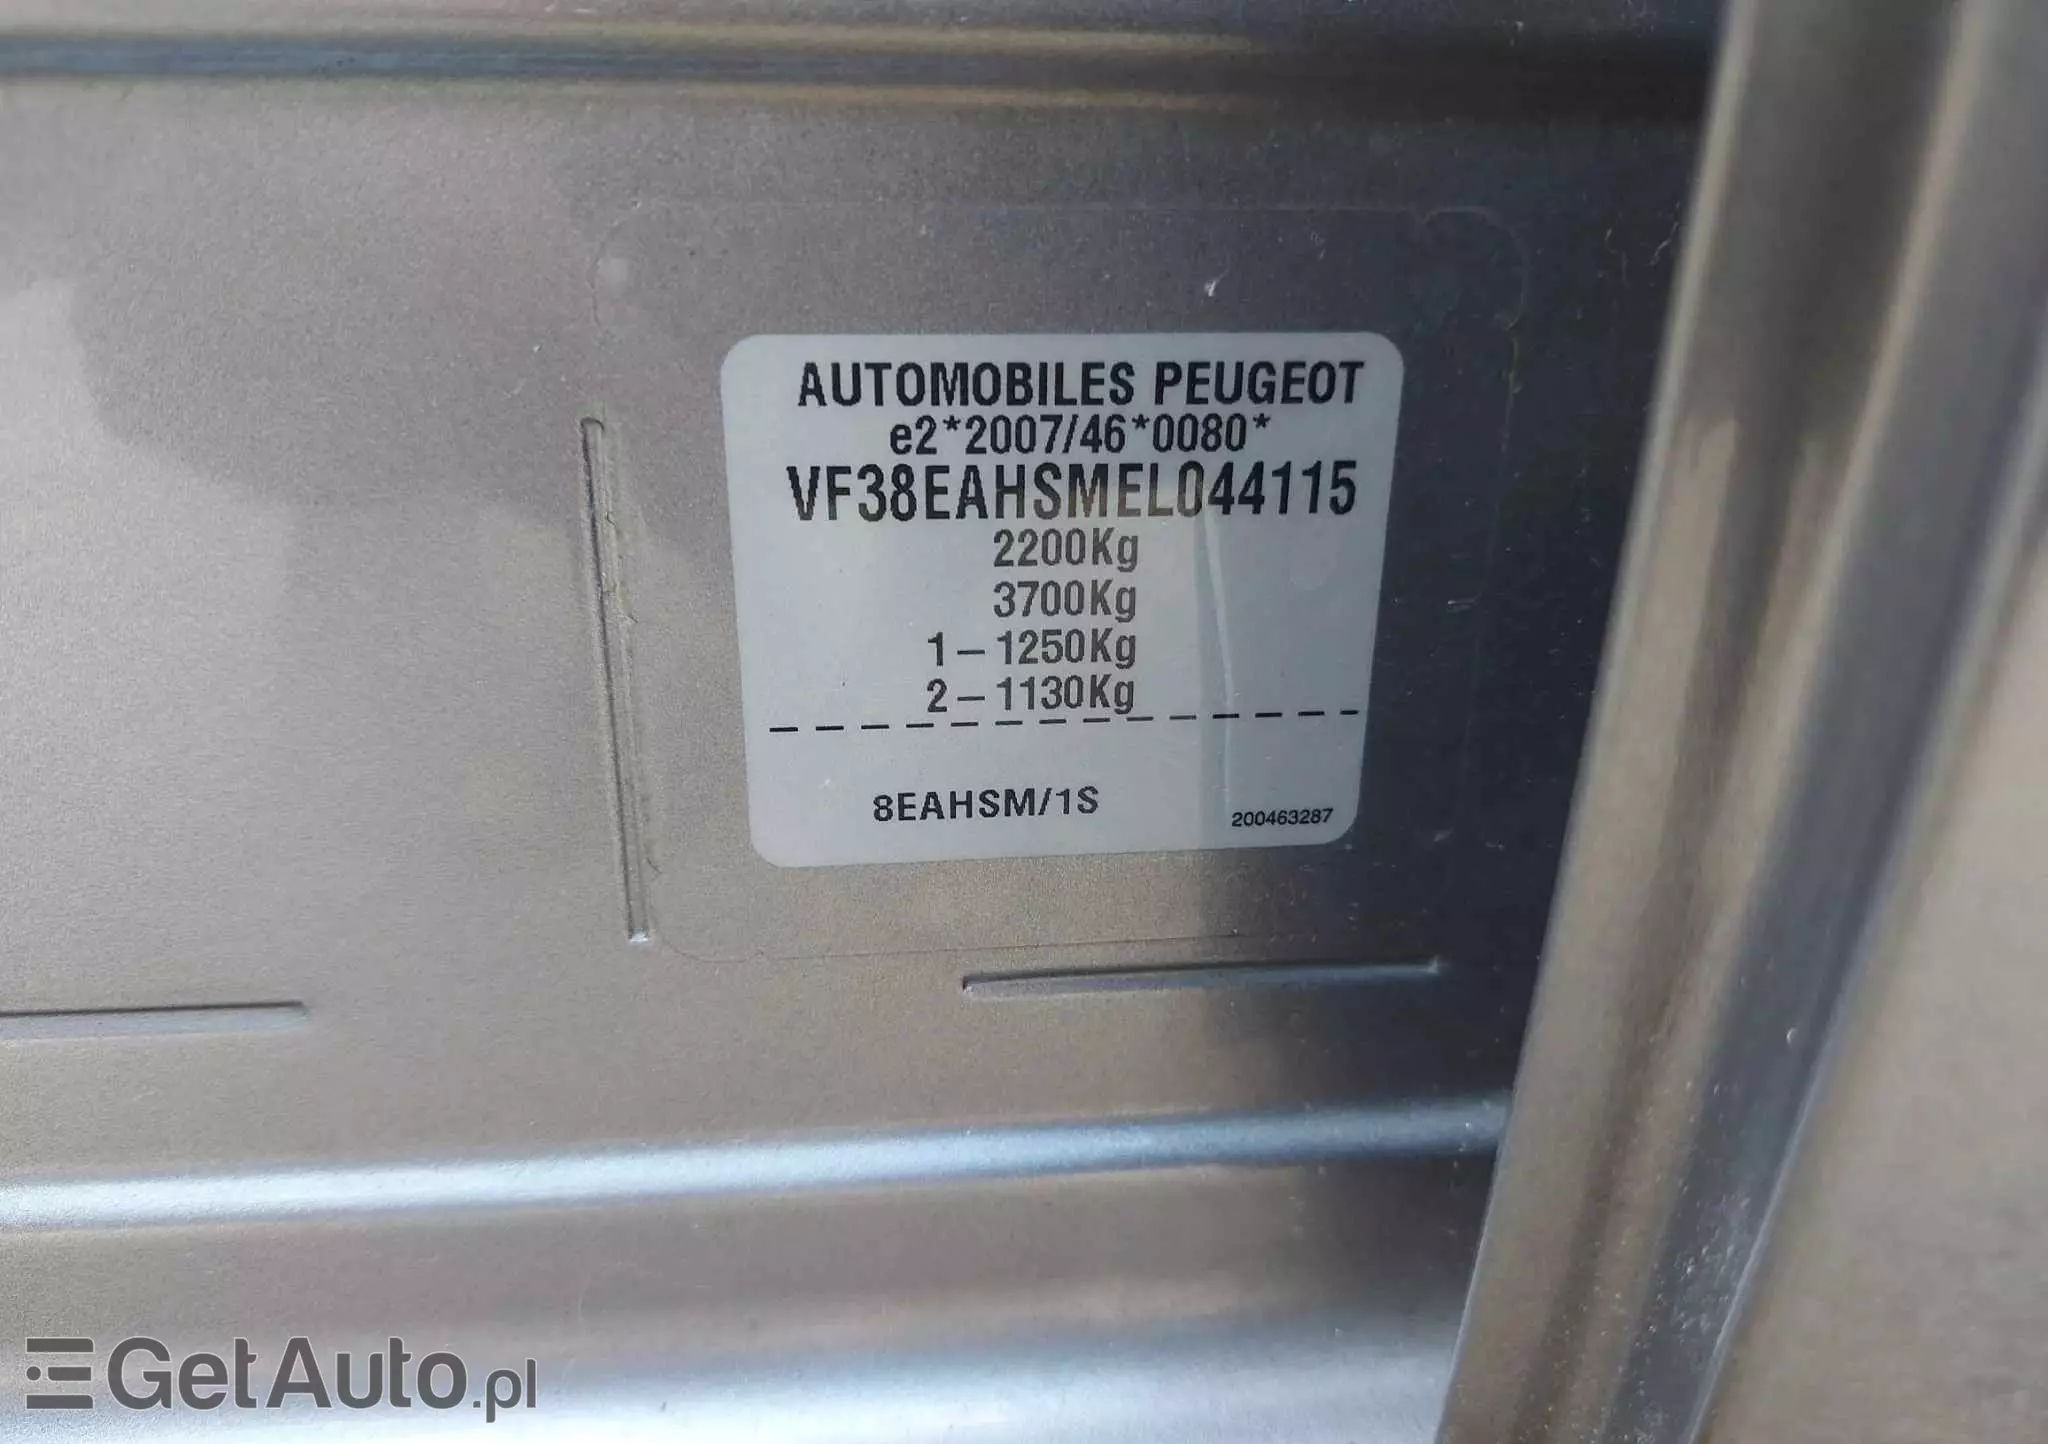 AUTOMOBILES PEUGEOT
e2*2007/46*0080*
VF38EAHSMEL044115
2200Kg
3700Kg
1-1250Kg
2-1130Kg
8EAHSM/1S
200463287
GetAuto.pl